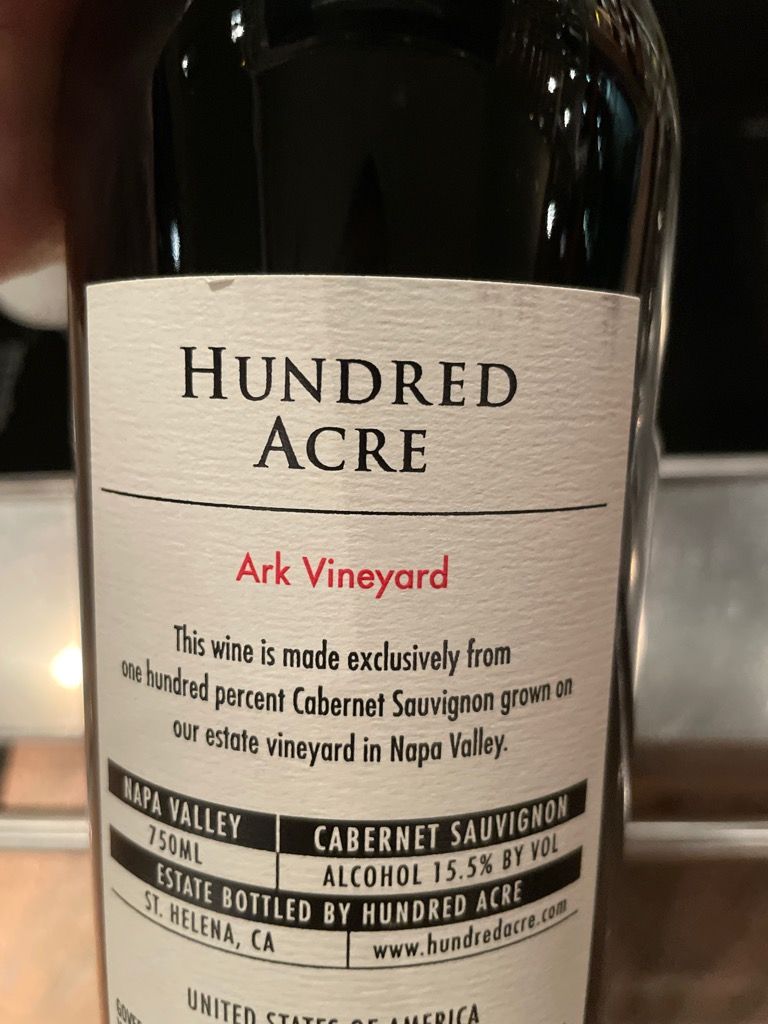 HUNDRED
ACRE
Ark Vineyard
This wine is made exclusively from
one hundred percent Cabernet Sauvignon grown on
our estate vineyard in Napa Valley.
NAPA VALLEY CABERNET SAUVIGNON
750ML ALCOHOL 15.5% BY VOL
ESTATE BOTTLED BY HUNDRED ACRE
ST. HELENA, CA www.hundredacre.com
UNITED STATES OF AMERICA